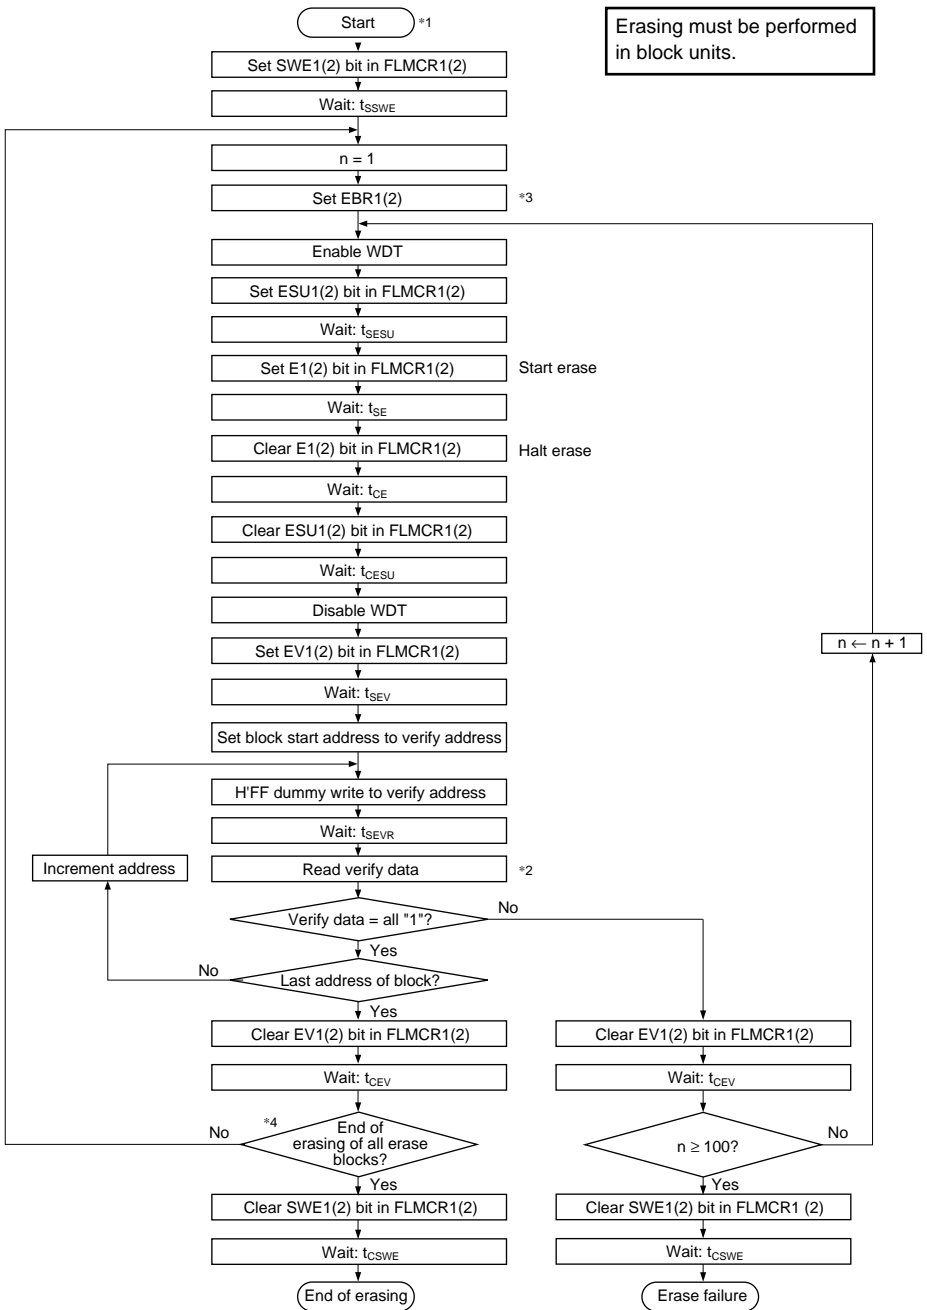 Start *1
Erasing must be performed
in block units.
Set SWE1(2) bit in FLMCR1(2)
Wait: tSSWE
n = 1
Set EBR1(2) *3
Enable WDT
Set ESU1(2) bit in FLMCR1(2)
Wait: tSESU
Set E1(2) bit in FLMCR1(2) Start erase
Wait: tSE
Clear E1(2) bit in FLMCR1(2) Halt erase
Wait: tCE
Clear ESU1(2) bit in FLMCR1(2)
Wait: tCESU
Disable WDT
n ← n + 1
Set EV1(2) bit in FLMCR1(2)
Wait: tSEV
Set block start address to verify address
H'FF dummy write to verify address
Wait: tSEVR
Increment address
Read verify data *2
Verify data = all "1"?
No
Yes
No
Last address of block?
Yes
Clear EV1(2) bit in FLMCR1(2)
Clear EV1(2) bit in FLMCR1(2)
Wait: tCEV
Wait: tCEV
No
*4
End of
erasing of all erase
blocks?
n ≥ 100?
No
Yes
Yes
Clear SWE1(2) bit in FLMCR1(2)
Clear SWE1(2) bit in FLMCR1 (2)
Wait: tCSWE
Wait: tCSWE
End of erasing
Erase failure